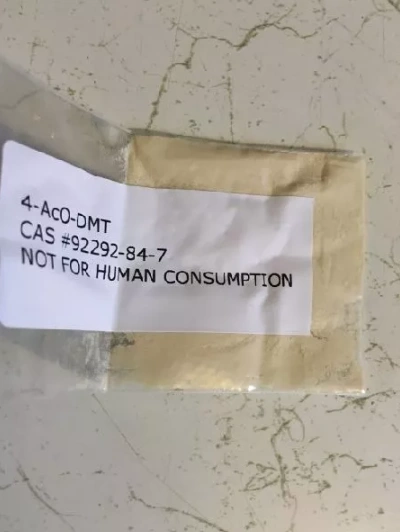 4-AcO-DMT
CAS #92292-84-7
NOT FOR HUMAN CONSUMPTION